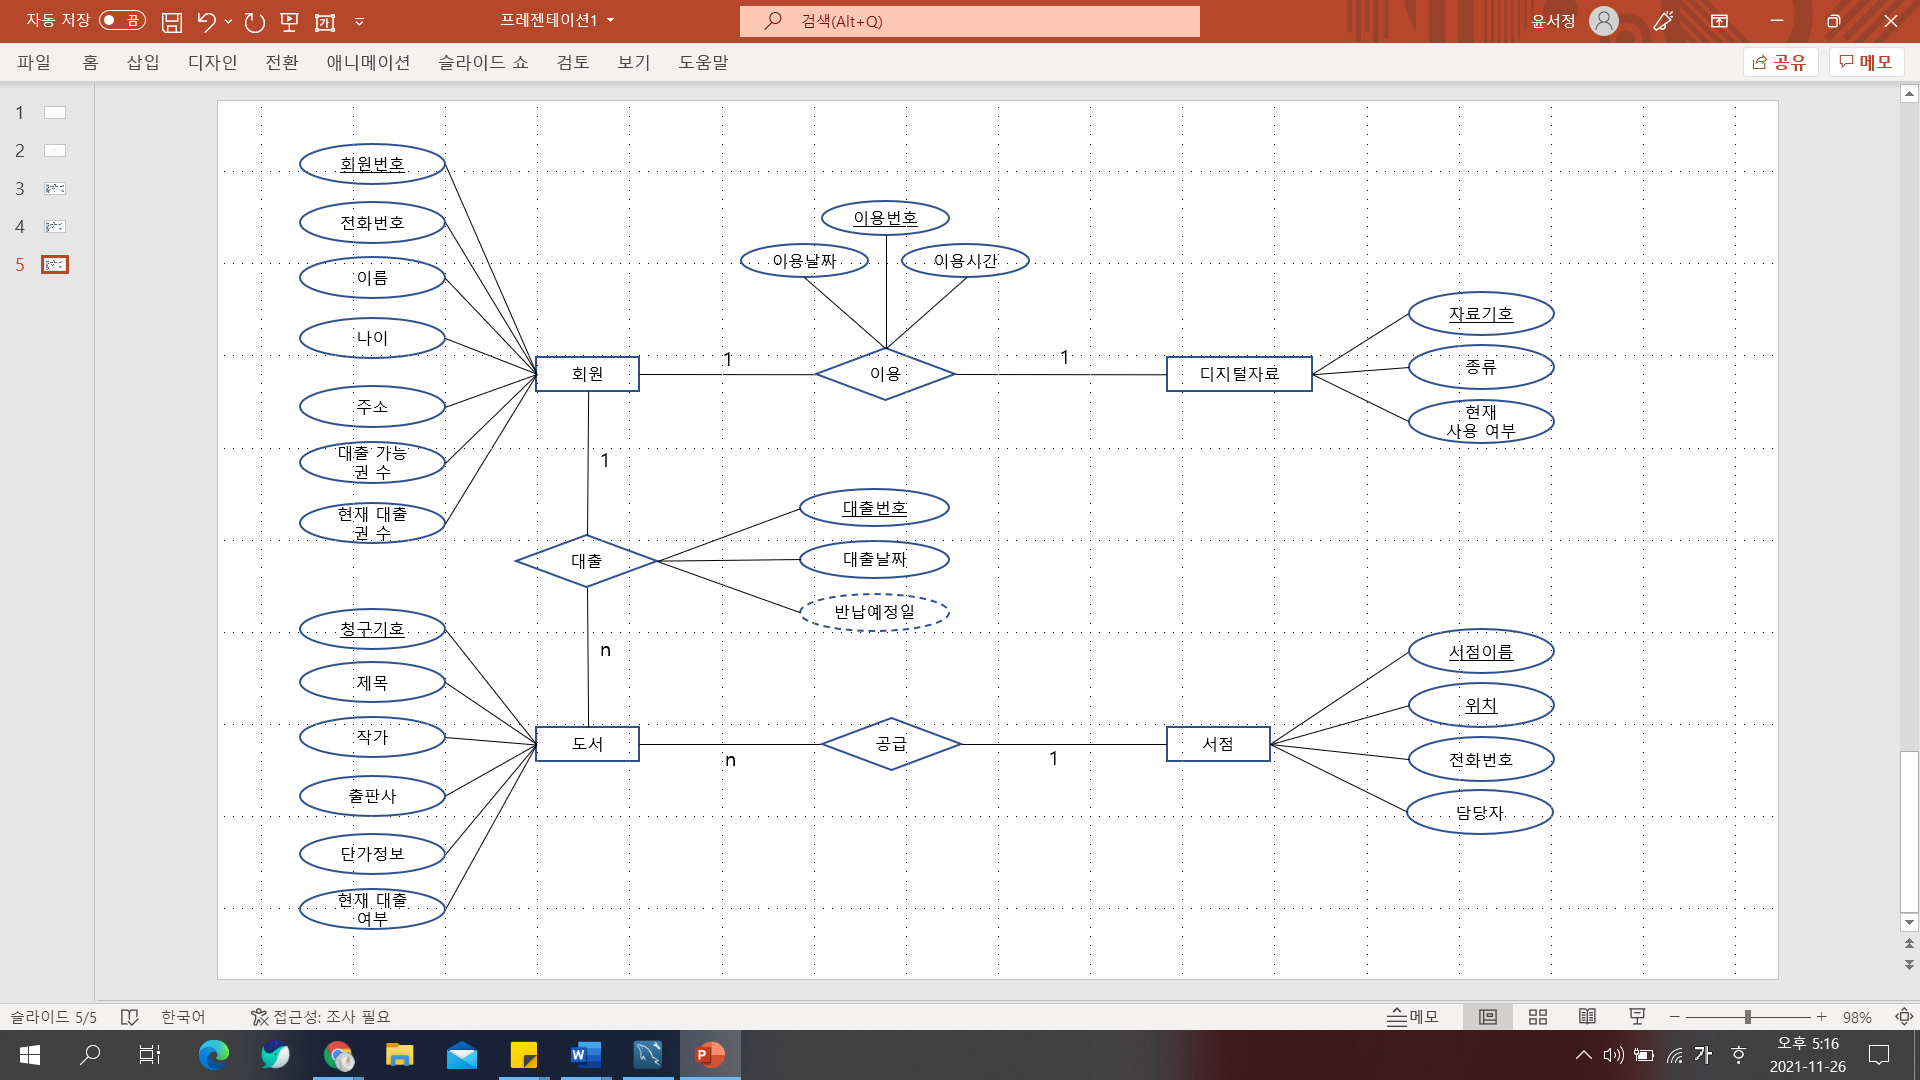 자동 저장 끔
프레젠테이션1
검색(Alt+Q)
윤서정
파일 홈 삽입 디자인 전환 애니메이션 슬라이드 쇼 검토 보기 도움말
공유 메모
1
2
3
4
5
회원번호
전화번호
이름
나이
주소
대출 가능
권 수
현재 대출
권 수
회원
1
이용번호
이용날짜
이용시간
이용
1
디지털자료
자료기호
종류
현재
사용 여부
1
대출
대출번호
대출날짜
반납예정일
n
청구기호
제목
작가
출판사
단가정보
현재 대출
여부
도서
n
공급
1
서점
서점이름
위치
전화번호
담당자
슬라이드 5/5 한국어 접근성: 조사 필요
메모 98%
가
오후 5:16
2021-11-26